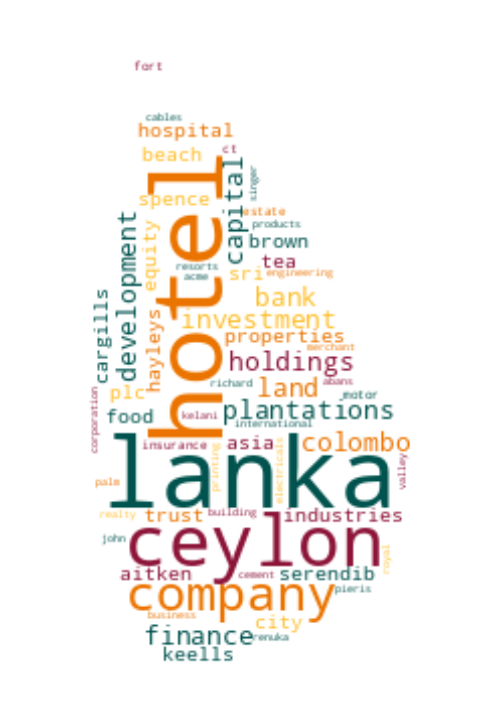 fort
cables
hospital
ct
beach
singer
capital
hotel
spence
estate
development
equity
products
brown
tea
resorts
acme
sri
engineering
cargills
bank
hayleys
investment
properties
merchant
holdings
richard
land
abans
plc
motor
corporation
food
kelani
plantations
international
insurance
asia
colombo
printing
electricals
valley
lanka
palm
realty
trust
building
industries
john
ceylon
royal
aitken
cement
serendib
company
pieris
business
city
finance
renuka
keells